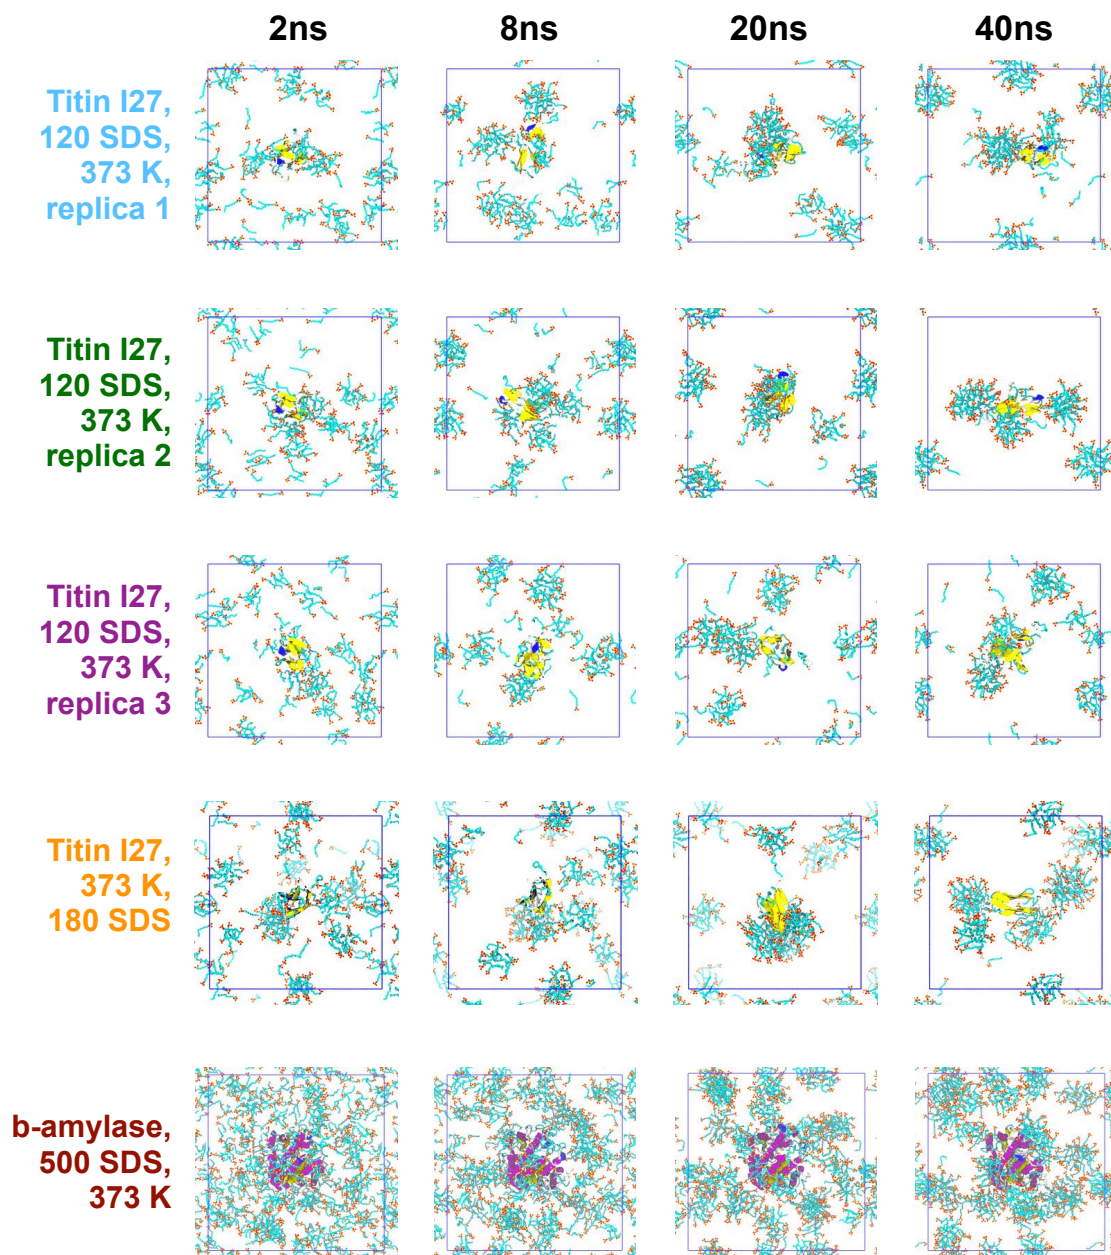 2ns 8ns 20ns 40ns
Titin I27,
120 SDS,
373 K,
replica 1
Titin I27,
120 SDS,
373 K,
replica 2
Titin I27,
120 SDS,
373 K,
replica 3
Titin I27,
373 K,
180 SDS
b-amylase,
500 SDS,
373 K